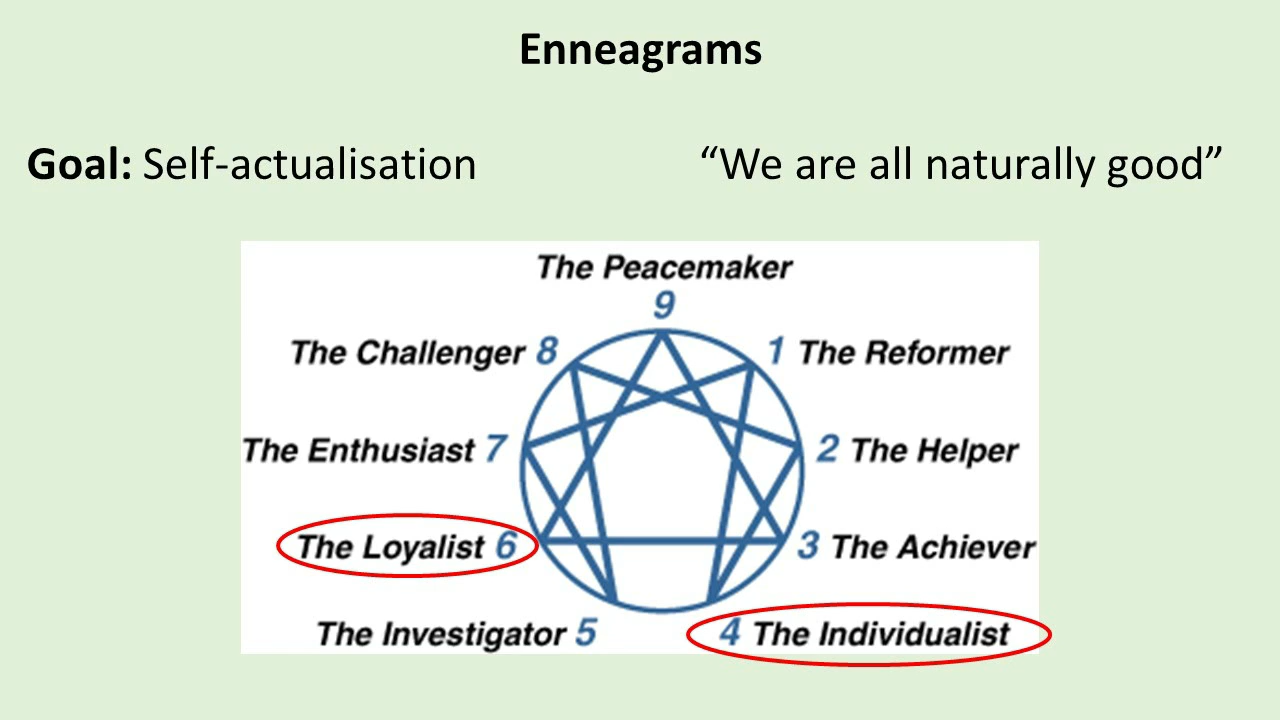 Enneagrams
Goal: Self-actualisation
“We are all naturally good”
The Peacemaker
9
The Challenger 8
1 The Reformer
The Enthusiast 7
2 The Helper
The Loyalist 6
3 The Achiever
The Investigator 5
4 The Individualist